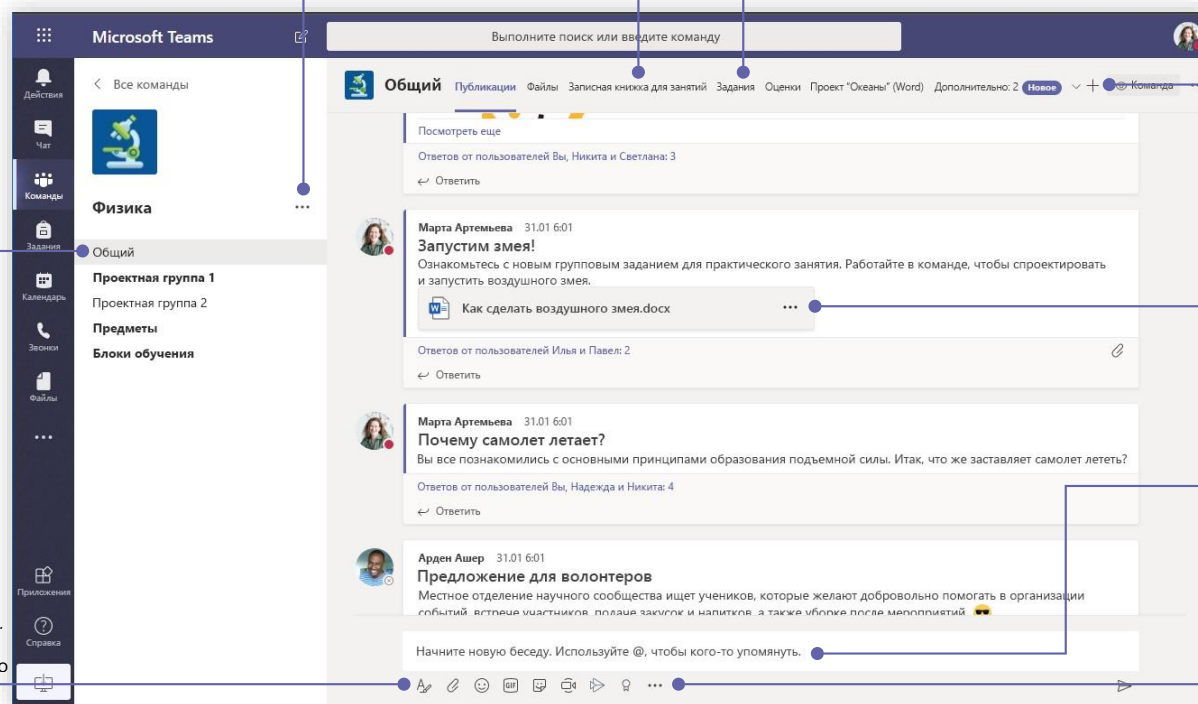 Microsoft Teams
Выполните поиск или введите команду
Действия
Чат
Команды
Задания
Календарь
Звонки
Файлы
Приложения
Справка
о
Все команды
Физика
Общий
Проектная группа 1
Проектная группа 2
Предметы
Блоки обучения
Общий Публикации Файлы Записная книжка для занятий Задания Оценки Проект "Океаны" (Word) Дополнительно: 2 Новое Команда
Посмотреть еще
Ответов от пользователей Вы, Никита и Светлана: 3
Ответить
Марта Артемьева 31.01 6:01
Запустим змея!
Ознакомьтесь с новым групповым заданием для практического занятия. Работайте в команде, чтобы спроектировать
и запустить воздушного змея.
Как сделать воздушного змея.docx
Ответов от пользователей Илья и Павел: 2
Ответить
Марта Артемьева 31.01 6:01
Почему самолет летает?
Вы все познакомились с основными принципами образования подъемной силы. Итак, что же заставляет самолет лететь?
Ответов от пользователей Вы, Надежда и Никита: 4
Ответить
Арден Ашер 31.01 6:01
Предложение для волонтеров
Местное отделение научного сообщества ищет учеников, которые желают добровольно помогать в организации
событий, встрече участников, подаче закусок и напитков, а также уборке после мероприятий.
Начните новую беседу. Используйте @, чтобы кого-то упомянуть.
GIF